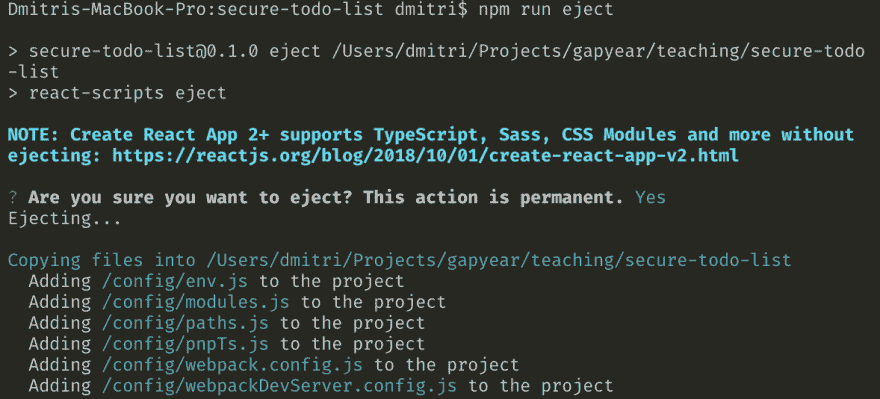 Dmitris-MacBook-Pro:secure-todo-list dmitri$ npm run eject
> secure-todo-list@0.1.0 eject /Users/dmitri/Projects/gapyear/teaching/secure-todo
-list
> react-scripts eject
NOTE: Create React App 2+ supports TypeScript, Sass, CSS Modules and more without
ejecting: https://reactjs.org/blog/2018/10/01/create-react-app-v2.html
? Are you sure you want to eject? This action is permanent. Yes
Ejecting...
Copying files into /Users/dmitri/Projects/gapyear/teaching/secure-todo-list
  Adding /config/env.js to the project
  Adding /config/modules.js to the project
  Adding /config/paths.js to the project
  Adding /config/pnpTs.js to the project
  Adding /config/webpack.config.js to the project
  Adding /config/webpackDevServer.config.js to the project